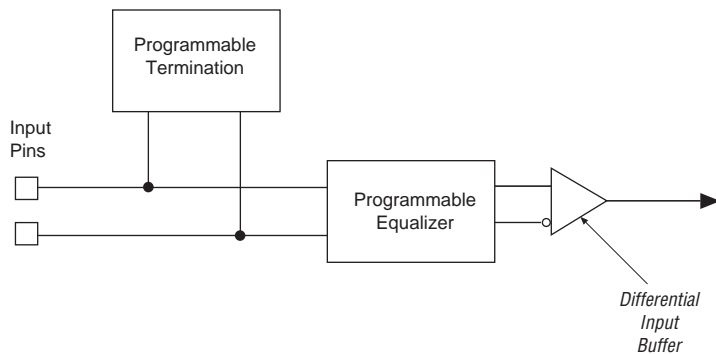 Programmable
Termination
Input
Pins
Programmable
Equalizer
Differential
Input
Buffer